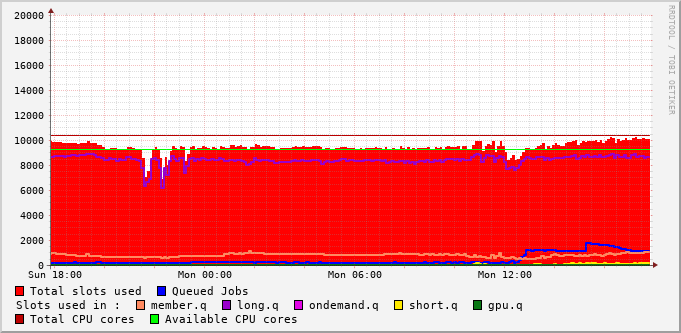 20000
18000
16000
14000
12000
10000
8000
6000
4000
2000
0
Sun 18:00 Mon 00:00 Mon 06:00 Mon 12:00
Total slots used Queued Jobs
Slots used in : member.q long.q ondemand.q short.q gpu.q
Total CPU cores Available CPU cores
RRDTOOL / TOBI OETIKER